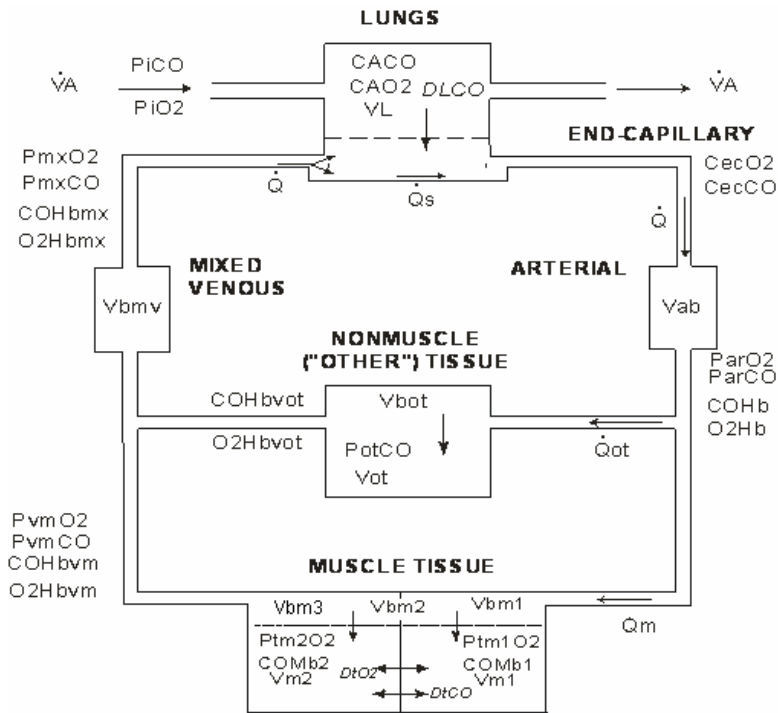 LUNGS
V̇A
PiCO
PiO2
CACO
CAO2
DLCO
VL
V̇A
END-CAPILLARY
PmxO2
PmxCO
COHbmx
O2Hbmx
Q̇
Q̇s
CecO2
CecCO
Q̇
MIXED
VENOUS
ARTERIAL
Vbmv
Vab
NONMUSCLE
("OTHER") TISSUE
ParO2
ParCO
COHb
O2Hb
COHbvot
O2Hbvot
Vbot
PotCO
Vot
Q̇ot
PvmO2
PvmCO
COHbvm
O2Hbvm
MUSCLE TISSUE
Vbm3 Vbm2 Vbm1
Qm
Ptm2O2
COMb2
Vm2
DtO2
Ptm1O2
COMb1
Vm1
DtCO